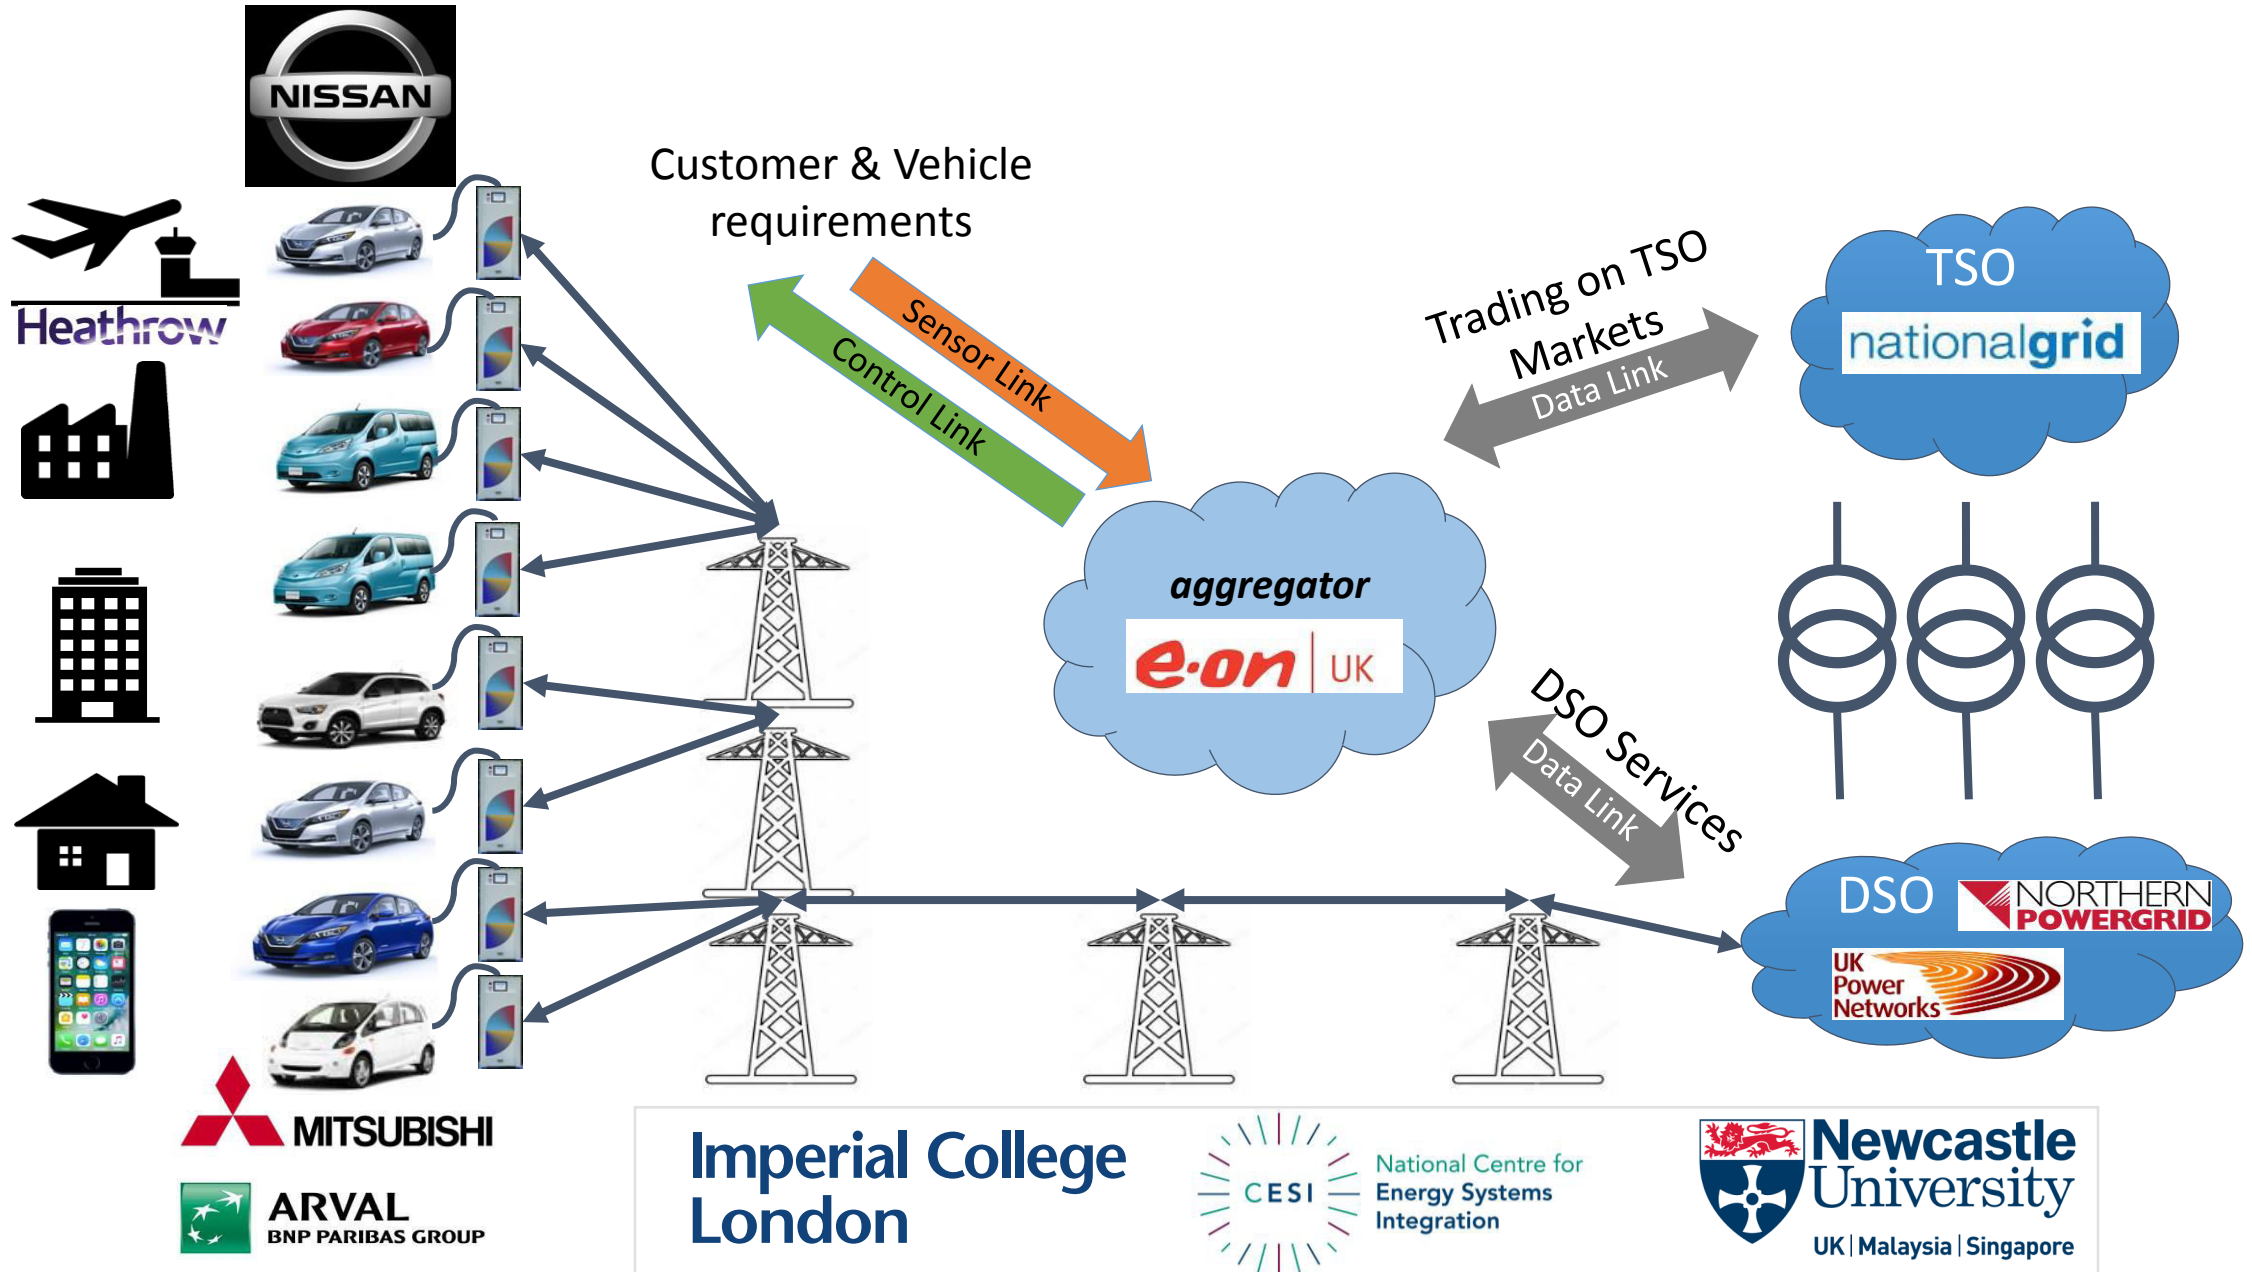 NISSAN
Customer & Vehicle
requirements
Heathrow
Sensor Link
Control Link
Trading on TSO
Markets
Data Link
TSO
nationalgrid
aggregator
e·on UK
DSO Services
Data Link
DSO
NORTHERN
POWERGRID
UK
Power
Networks
MITSUBISHI
ARVAL
BNP PARIBAS GROUP
Imperial College
London
CESI
National Centre for
Energy Systems
Integration
Newcastle
University
UK | Malaysia | Singapore